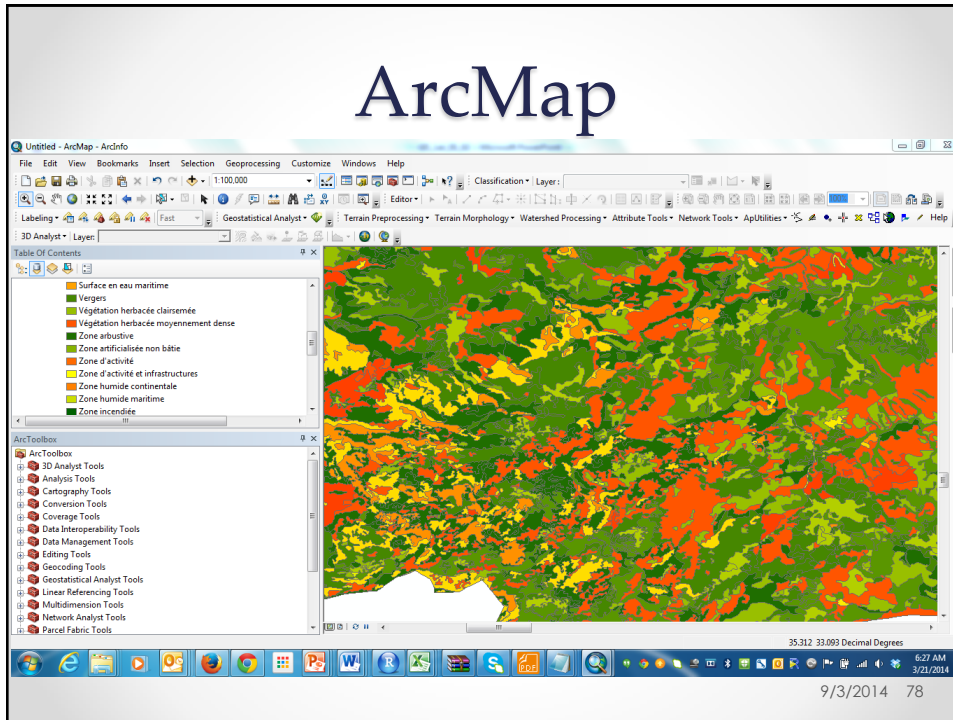 ArcMap
Untitled - ArcMap - ArcInfo
File Edit View Bookmarks Insert Selection Geoprocessing Customize Windows Help
1:100,000 Classification Layer:
Editor 100%
Labeling Fast Geostatistical Analyst Terrain Preprocessing Terrain Morphology Watershed Processing Attribute Tools Network Tools ApUtilities Help
3D Analyst Layer:
Table Of Contents
Surface en eau maritime
Vergers
Végétation herbacée clairsemée
Végétation herbacée moyennement dense
Zone arbustive
Zone artificialisée non bâtie
Zone d'activité
Zone d'activité et infrastructures
Zone humide continentale
Zone humide maritime
Zone incendiée
ArcToolbox
ArcToolbox
3D Analyst Tools
Analysis Tools
Cartography Tools
Conversion Tools
Coverage Tools
Data Interoperability Tools
Data Management Tools
Editing Tools
Geocoding Tools
Geostatistical Analyst Tools
Linear Referencing Tools
Multidimension Tools
Network Analyst Tools
Parcel Fabric Tools
35.312 33.093 Decimal Degrees
6:27 AM
3/21/2014
9/3/2014 78